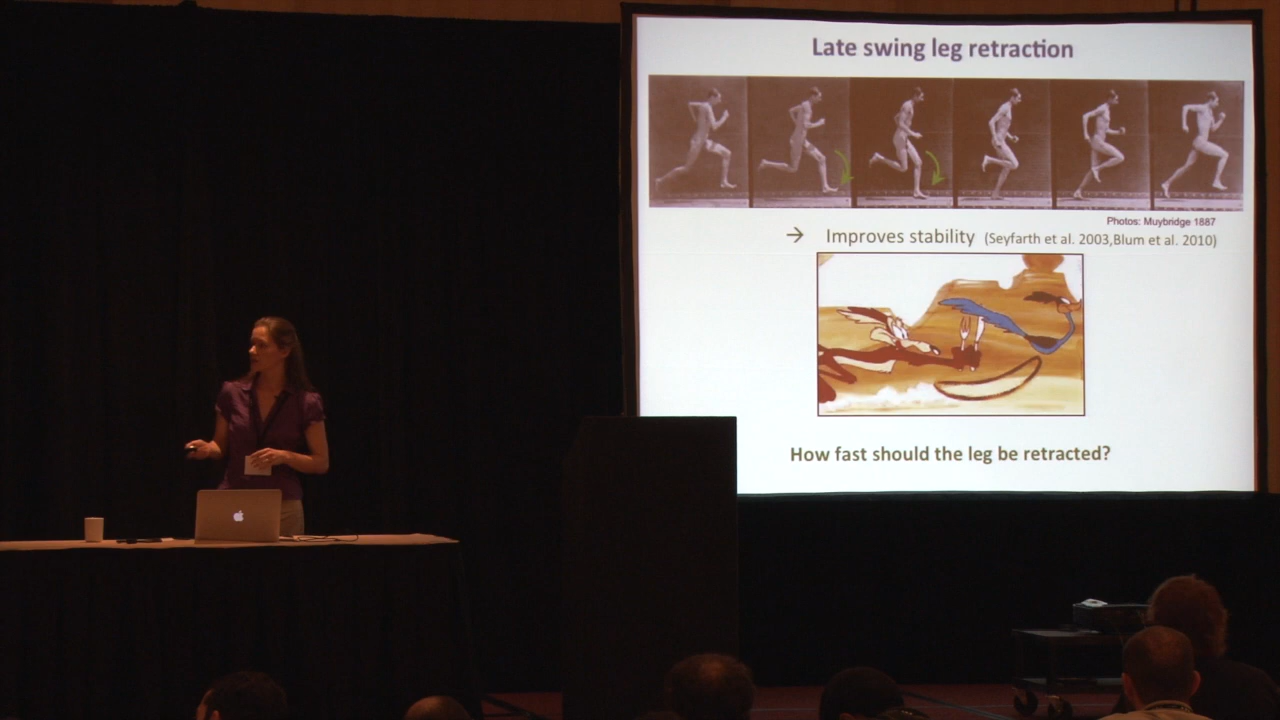 Late swing leg retraction
Photos: Muybridge 1887
→ Improves stability (Seyfarth et al. 2003,Blum et al. 2010)
How fast should the leg be retracted?